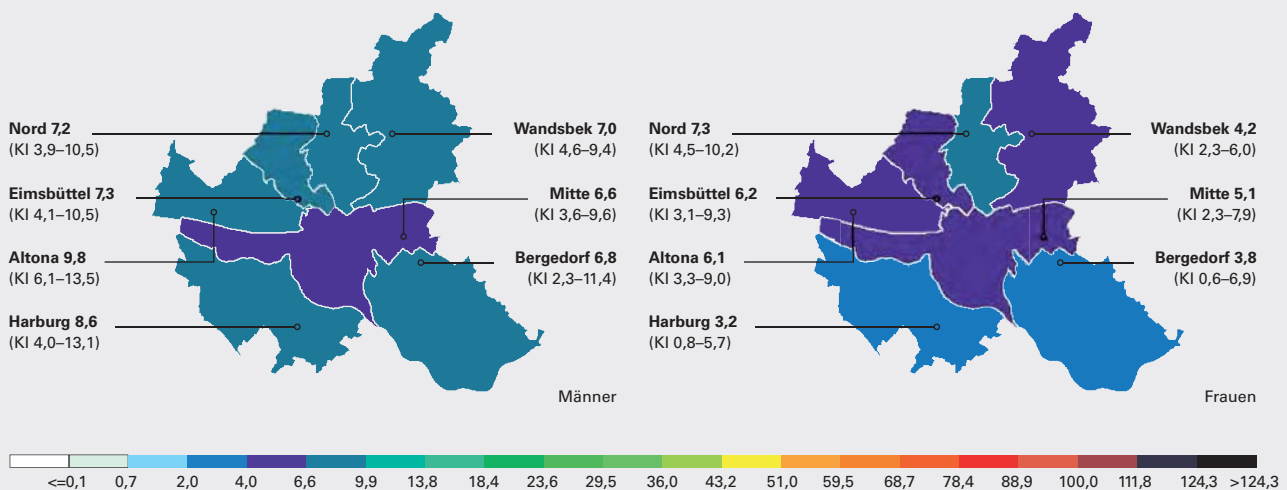 Nord 7,2
(KI 3,9–10,5)
Eimsbüttel 7,3
(KI 4,1–10,5)
Altona 9,8
(KI 6,1–13,5)
Harburg 8,6
(KI 4,0–13,1)
Wandsbek 7,0
(KI 4,6–9,4)
Mitte 6,6
(KI 3,6–9,6)
Bergedorf 6,8
(KI 2,3–11,4)
Männer
Nord 7,3
(KI 4,5–10,2)
Eimsbüttel 6,2
(KI 3,1–9,3)
Altona 6,1
(KI 3,3–9,0)
Harburg 3,2
(KI 0,8–5,7)
Wandsbek 4,2
(KI 2,3–6,0)
Mitte 5,1
(KI 2,3–7,9)
Bergedorf 3,8
(KI 0,6–6,9)
Frauen
<=0,1 0,7 2,0 4,0 6,6 9,9 13,8 18,4 23,6 29,5 36,0 43,2 51,0 59,5 68,7 78,4 88,9 100,0 111,8 124,3 >124,3